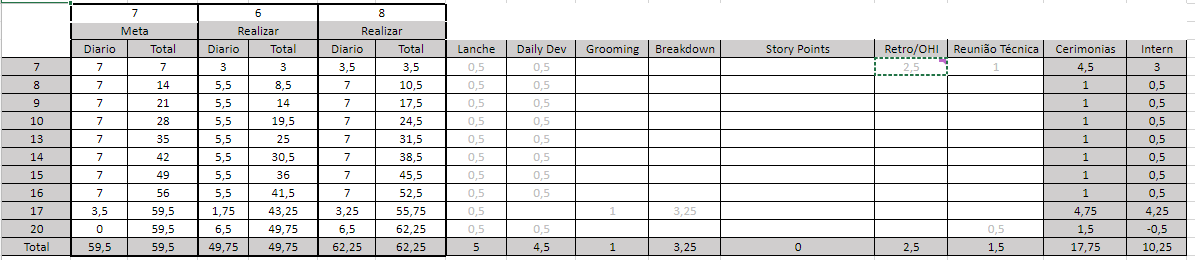 7 6 8
Meta Realizar Realizar
Diario Total Diario Total Diario Total Lanche Daily Dev Grooming Breakdown Story Points Retro/OHI Reunião Técnica Cerimonias Intern
7 7 7 3 3 3,5 3,5 0,5 0,5 2,5 1 4,5 3
8 7 14 5,5 8,5 7 10,5 0,5 0,5 1 0,5
9 7 21 5,5 14 7 17,5 0,5 0,5 1 0,5
10 7 28 5,5 19,5 7 24,5 0,5 0,5 1 0,5
13 7 35 5,5 25 7 31,5 0,5 0,5 1 0,5
14 7 42 5,5 30,5 7 38,5 0,5 0,5 1 0,5
15 7 49 5,5 36 7 45,5 0,5 0,5 1 0,5
16 7 56 5,5 41,5 7 52,5 0,5 0,5 1 0,5
17 3,5 59,5 1,75 43,25 3,25 55,75 0,5 1 3,25 4,75 4,25
20 0 59,5 6,5 49,75 6,5 62,25 0,5 0,5 0,5 1,5 -0,5
Total 59,5 59,5 49,75 49,75 62,25 62,25 5 4,5 1 3,25 0 2,5 1,5 17,75 10,25